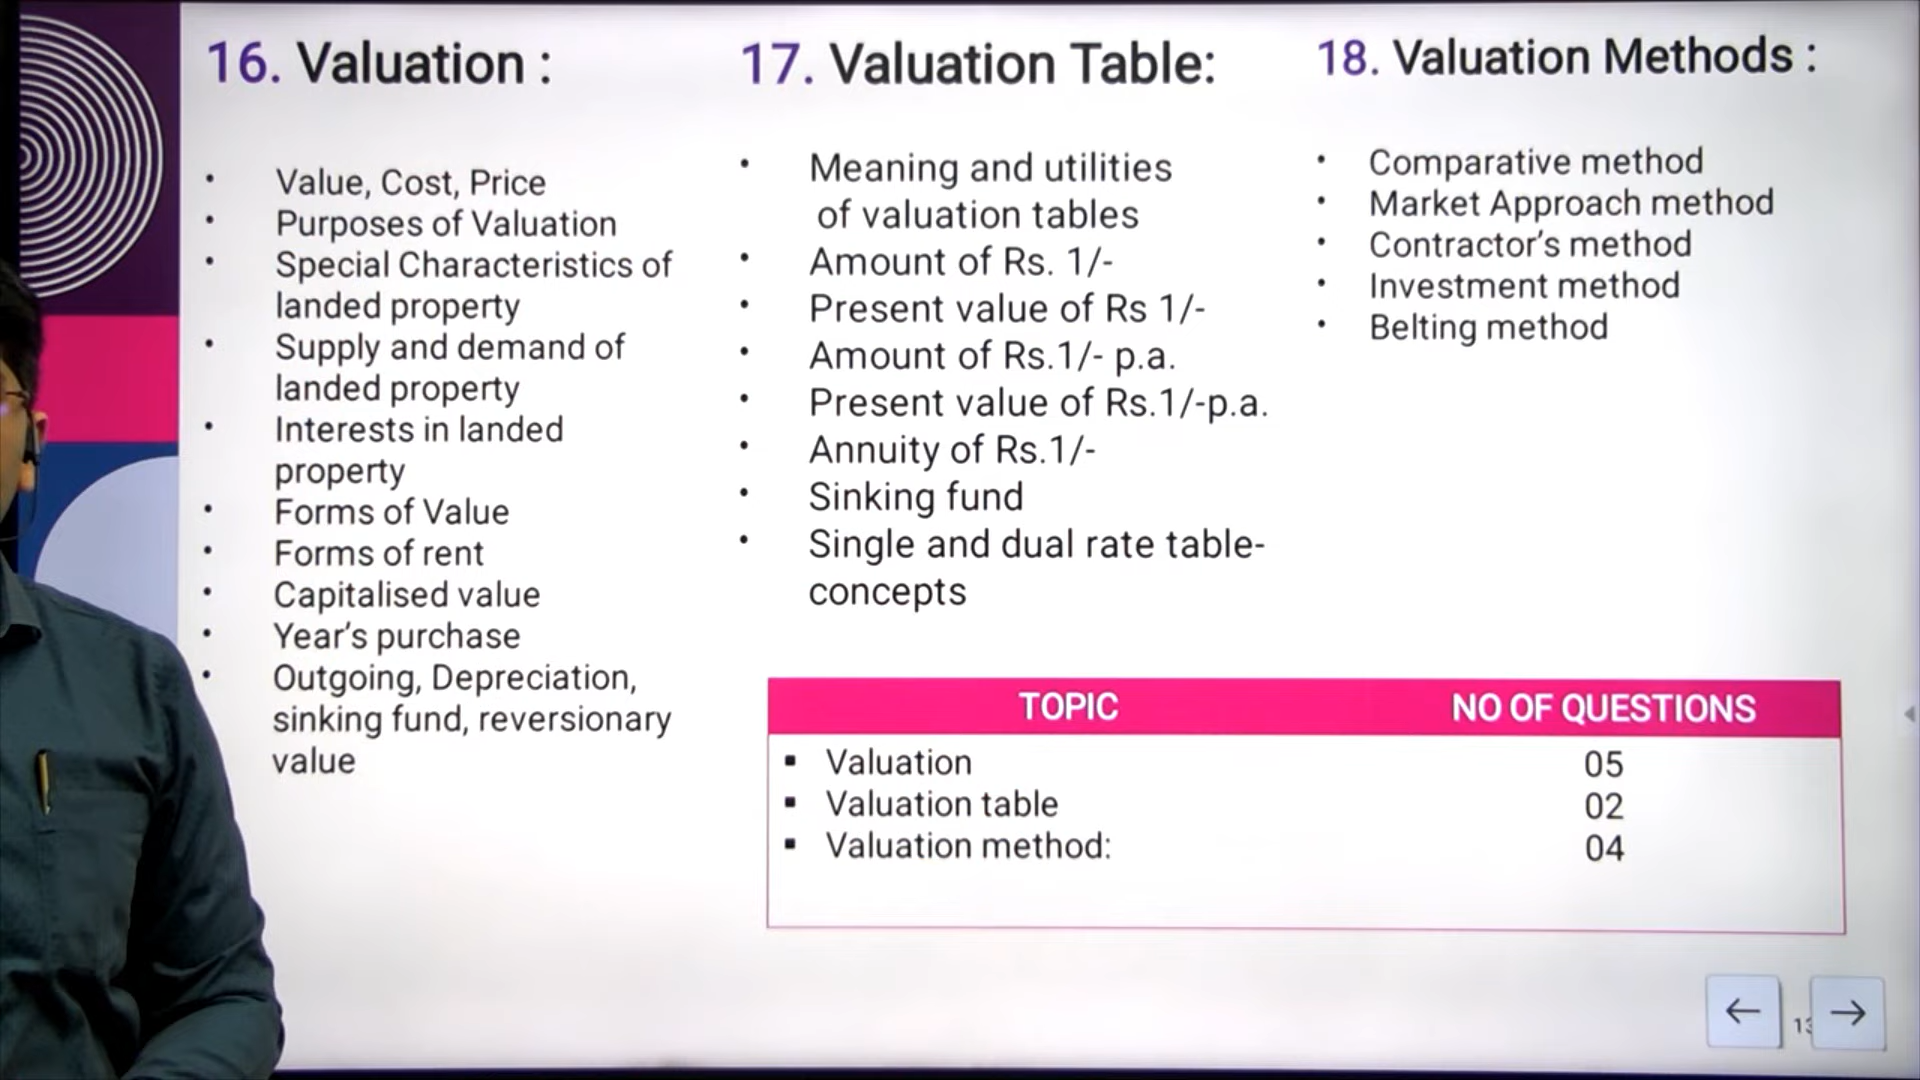 16. Valuation :
• Value, Cost, Price
• Purposes of Valuation
• Special Characteristics of
landed property
• Supply and demand of
landed property
• Interests in landed
property
• Forms of Value
• Forms of rent
• Capitalised value
• Year's purchase
• Outgoing, Depreciation,
sinking fund, reversionary
value
17. Valuation Table:
• Meaning and utilities
of valuation tables
• Amount of Rs. 1/-
• Present value of Rs 1/-
• Amount of Rs.1/- p.a.
• Present value of Rs.1/-p.a.
• Annuity of Rs.1/-
• Sinking fund
• Single and dual rate table-
concepts
18. Valuation Methods :
• Comparative method
• Market Approach method
• Contractor's method
• Investment method
• Belting method
TOPIC NO OF QUESTIONS
▪ Valuation 05
▪ Valuation table 02
▪ Valuation method: 04